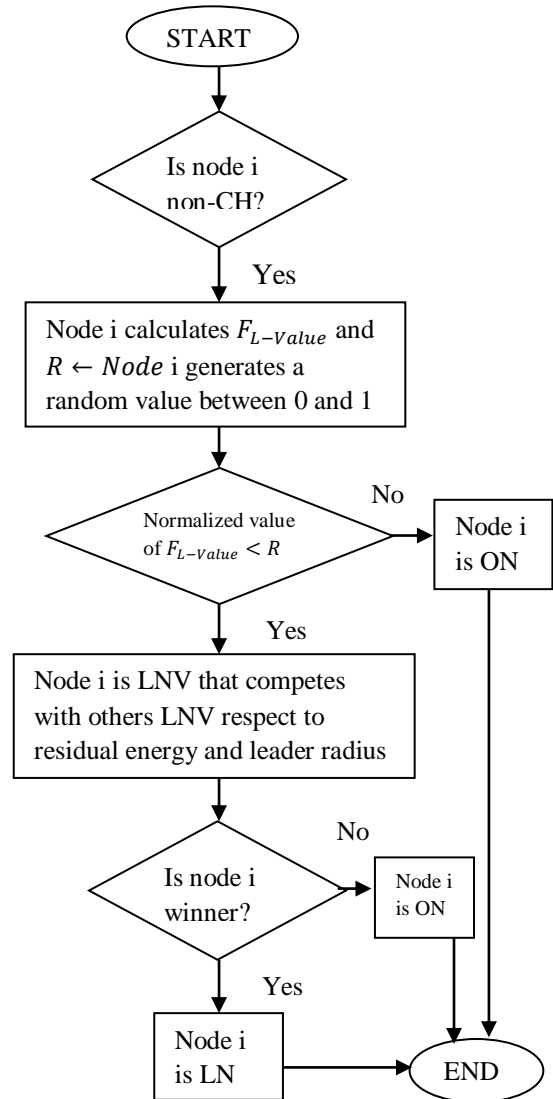 START
Is node i
non-CH?
Yes
Node i calculates F_{L−Value} and
R ← Node i generates a
random value between 0 and 1
No
Normalized value
of F_{L−Value} < R
Node i
is ON
Yes
Node i is LNV that competes
with others LNV respect to
residual energy and leader radius
No
Is node i
winner?
Node i
is ON
Yes
Node i
is LN
END